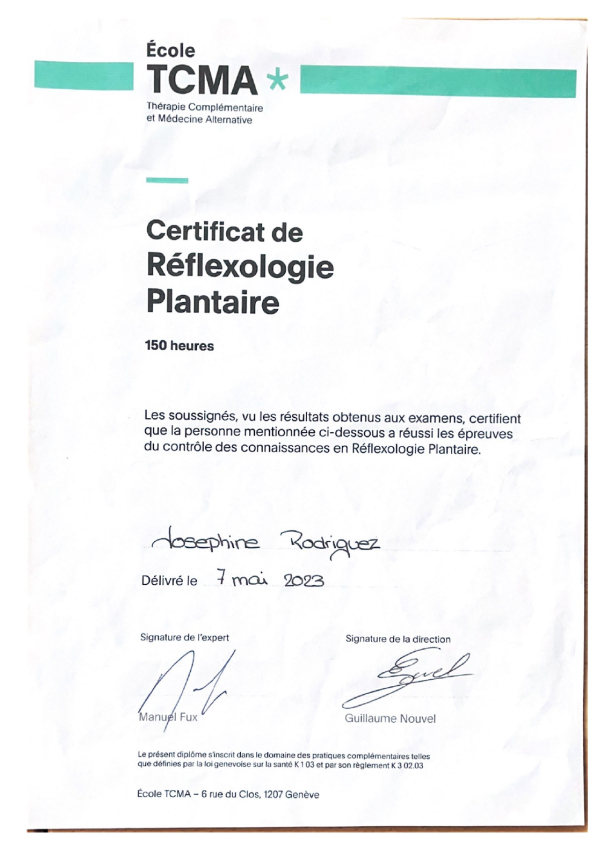 École
TCMA*
Thérapie Complémentaire
et Médecine Alternative
Certificat de
Réflexologie
Plantaire
150 heures
Les soussignés, vu les résultats obtenus aux examens, certifient
que la personne mentionnée ci-dessous a réussi les épreuves
du contrôle des connaissances en Réflexologie Plantaire.
Josephine Rodriguez
Délivré le 7 mai 2023
Signature de l'expert
Signature de la direction
Manuel Fux
Guillaume Nouvel
Le présent diplôme s'inscrit dans le domaine des pratiques complémentaires telles
que définies par la loi genevoise sur la santé K 1 03 et par son règlement K 3 02.03
École TCMA – 6 rue du Clos, 1207 Genève